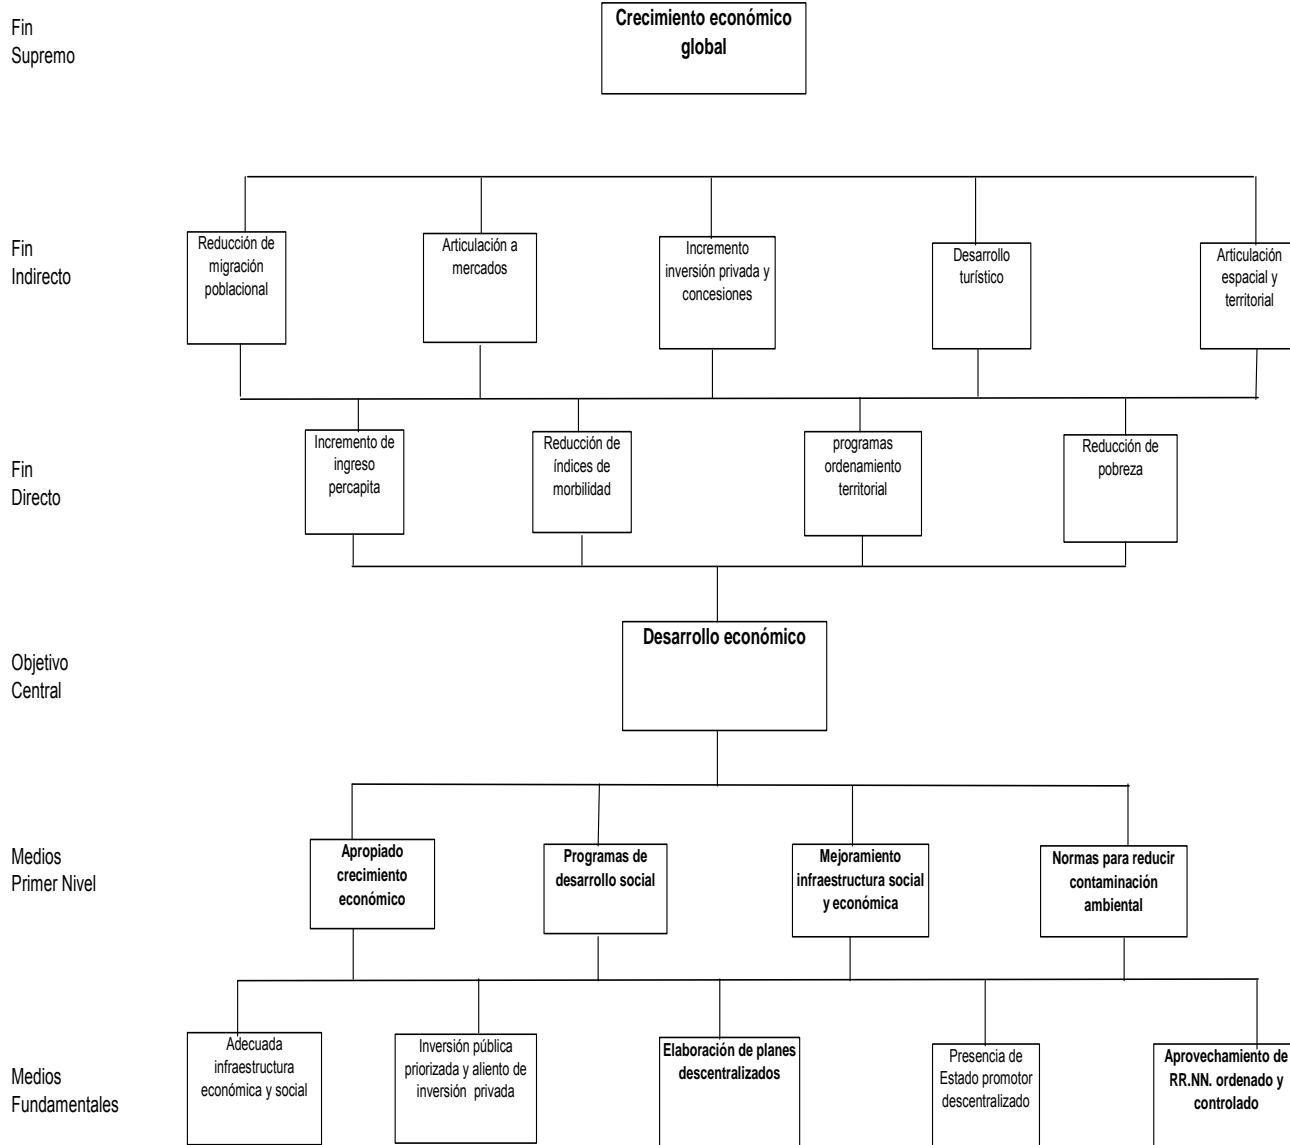 Fin
Supremo
Crecimiento económico
global
Fin
Indirecto
Reducción de
migración
poblacional
Articulación a
mercados
Incremento
inversión privada y
concesiones
Desarrollo
turístico
Articulación
espacial y
territorial
Fin
Directo
Incremento de
ingreso
percapita
Reducción de
índices de
morbilidad
programas
ordenamiento
territorial
Reducción de
pobreza
Objetivo
Central
Desarrollo económico
Medios
Primer Nivel
Apropiado
crecimiento
económico
Programas de
desarrollo social
Mejoramiento
infraestructura social
y económica
Normas para reducir
contaminación
ambiental
Medios
Fundamentales
Adecuada
infraestructura
económica y social
Inversión pública
priorizada y aliento de
inversión privada
Elaboración de planes
descentralizados
Presencia de
Estado promotor
descentralizado
Aprovechamiento de
RR.NN. ordenado y
controlado